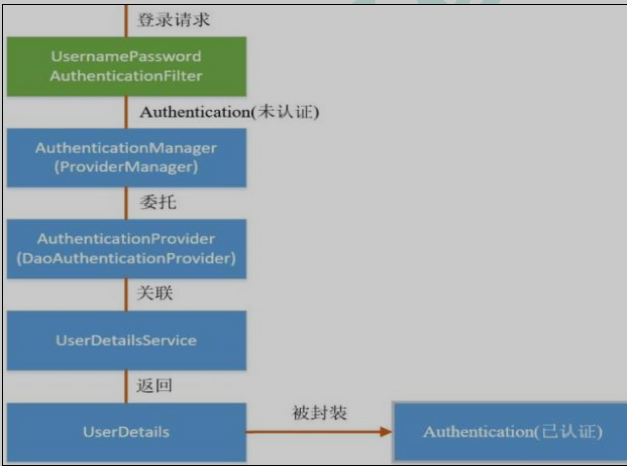 登录请求
UsernamePassword
AuthenticationFilter
Authentication(未认证)
AuthenticationManager
(ProviderManager)
委托
AuthenticationProvider
(DaoAuthenticationProvider)
关联
UserDetailsService
返回
UserDetails
被封装
Authentication(已认证)